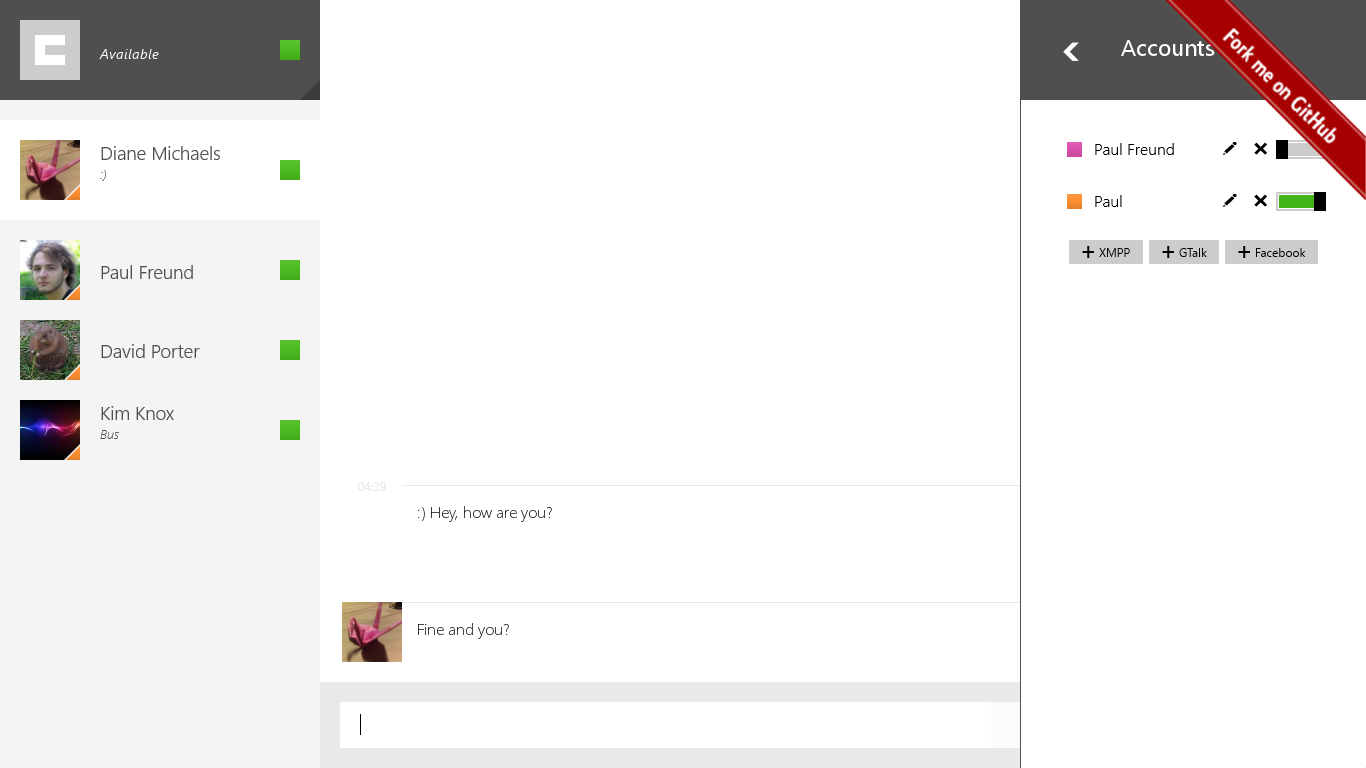 Available
Diane Michaels
:)
Paul Freund
David Porter
Kim Knox
Bus
04:39
:) Hey, how are you?
Fine and you?
Accounts
Fork me on GitHub
Paul Freund
Paul
+ XMPP
+ GTalk
+ Facebook